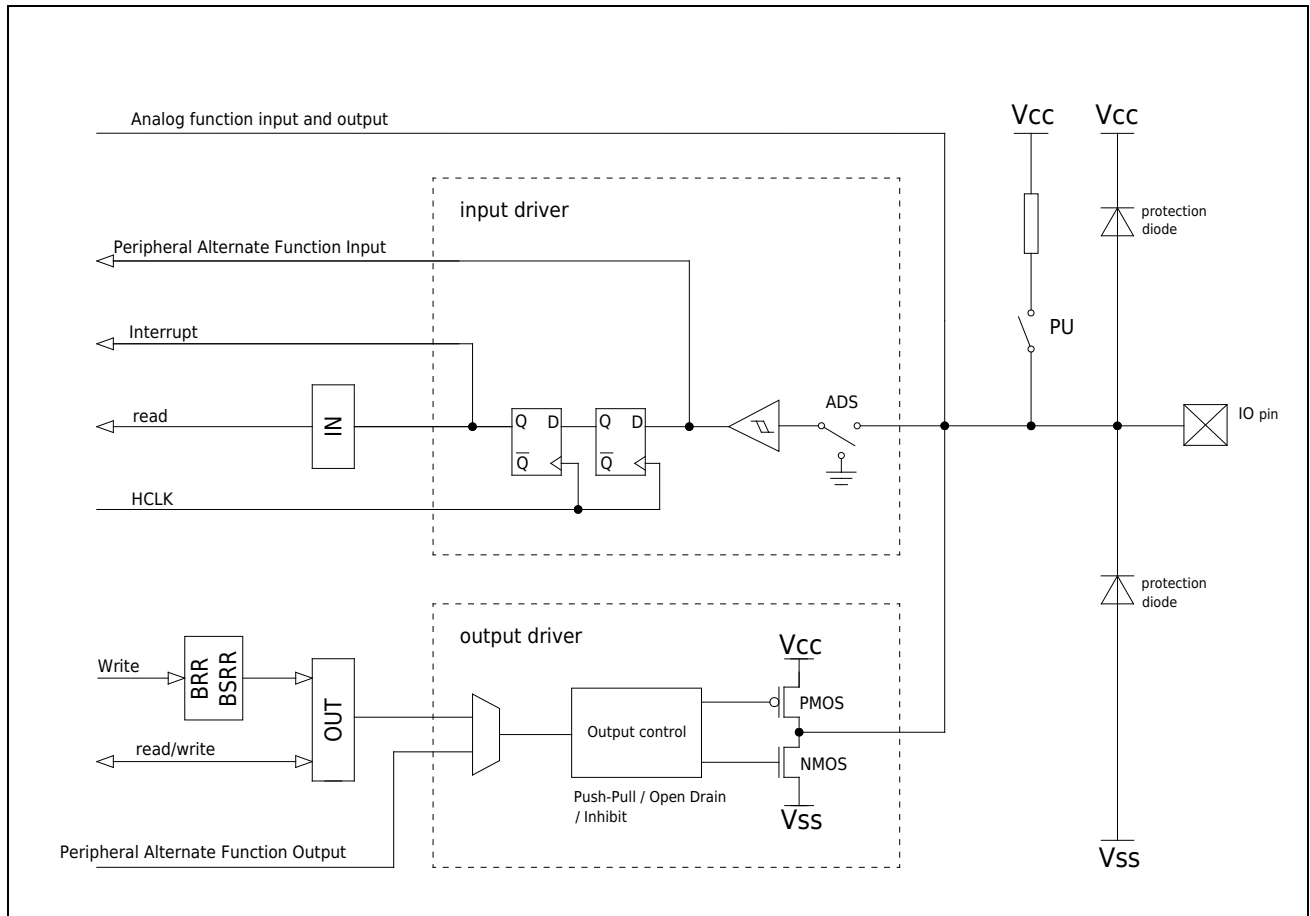 Vcc
Vcc
Analog function input and output
input driver
protection
diode
Peripheral Alternate Function Input
Interrupt
PU
ADS
read
IN
Q D
Q D
IO pin
Q
Q
HCLK
protection
diode
output driver
Vcc
Write
BRR
BSRR
OUT
PMOS
Output control
read/write
NMOS
Push-Pull / Open Drain
/ Inhibit
Vss
Peripheral Alternate Function Output
Vss